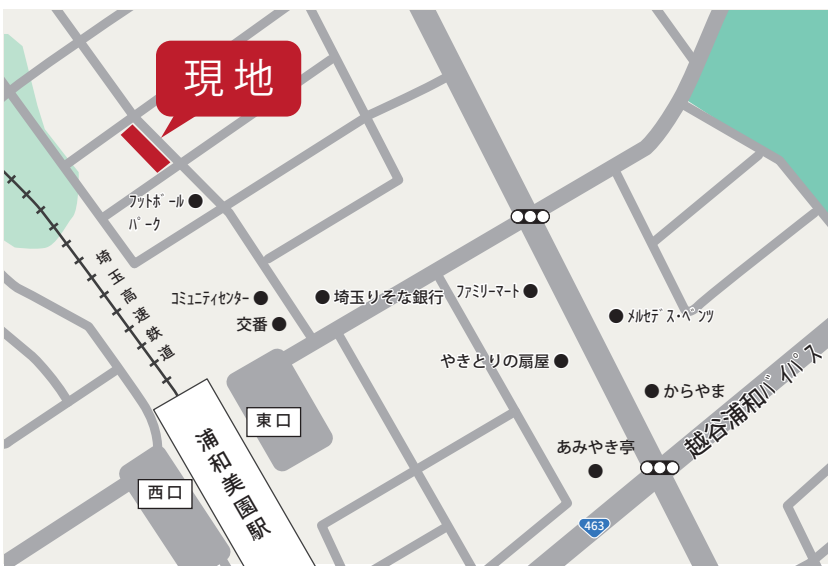 現地
ﾌｯﾄﾎﾞｰﾙ
ﾊﾟｰｸ
埼玉高速鉄道
ｺﾐｭﾆﾃｨｾﾝﾀｰ
交番
埼玉りそな銀行
ﾌｧﾐﾘｰﾏｰﾄ
ﾒﾙｾﾃﾞｽ・ﾍﾞﾝﾂ
やきとりの扇屋
からやま
越谷浦和ﾊﾞｲﾊﾟｽ
東口
浦和美園駅
あみやき亭
西口
463